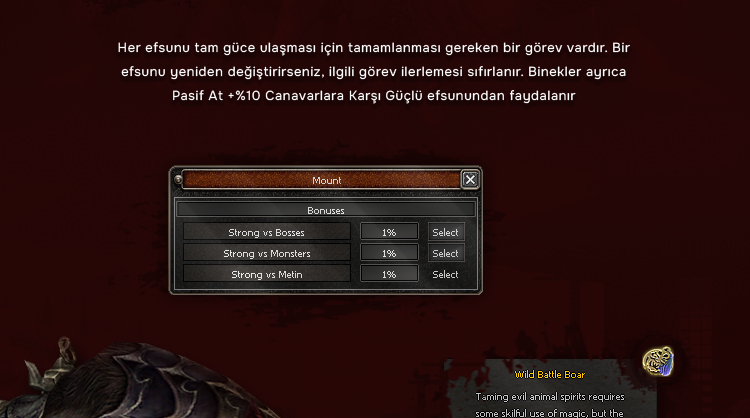 Her efsunu tam güce ulaşması için tamamlanması gereken bir görev vardır. Bir
efsunu yeniden değiştirirseniz, ilgili görev ilerlemesi sıfırlanır. Binekler ayrıca
Pasif At +%10 Canavarlara Karşı Güçlü efsunundan faydalanır
Mount
Bonuses
Strong vs Bosses 1% Select
Strong vs Monsters 1% Select
Strong vs Metin 1% Select
Wild Battle Boar
Taming evil animal spirits requires
some skilful use of magic, but the